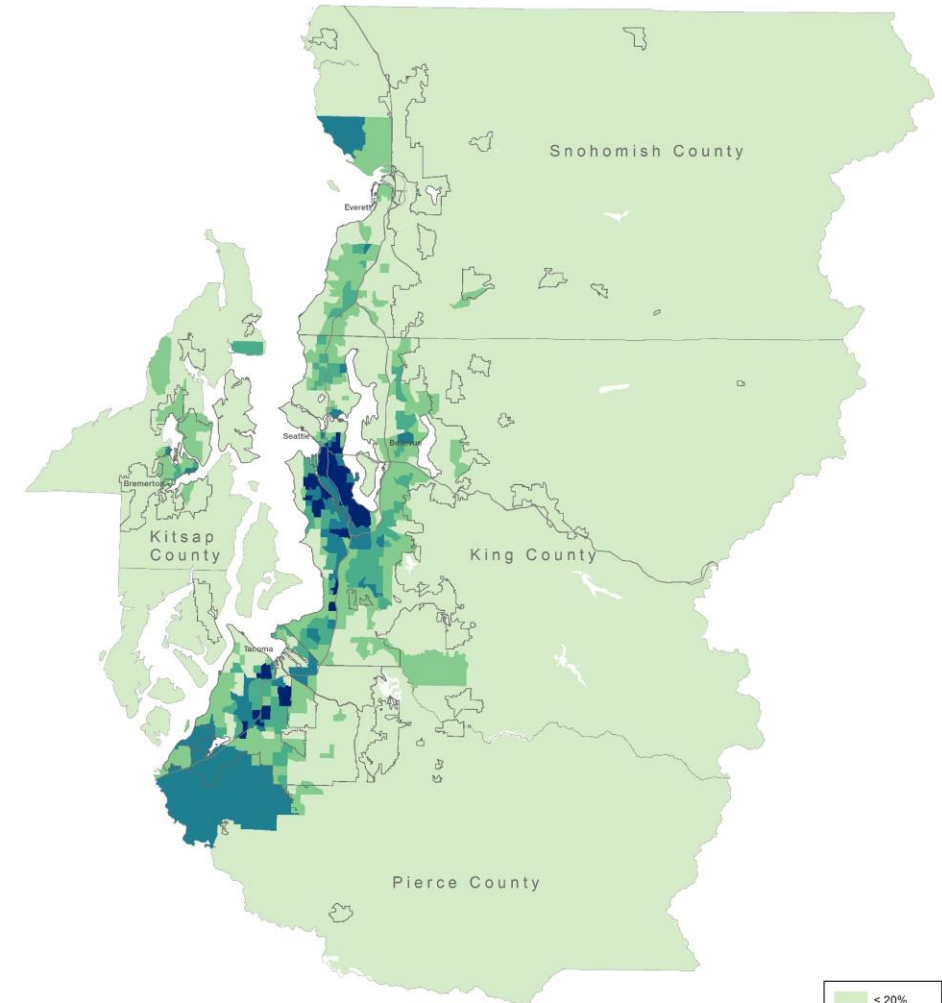 Snohomish County
Everett
Seattle
Bellevue
Bremerton
Kitsap
County
King County
Tacoma
Pierce County
< 20%